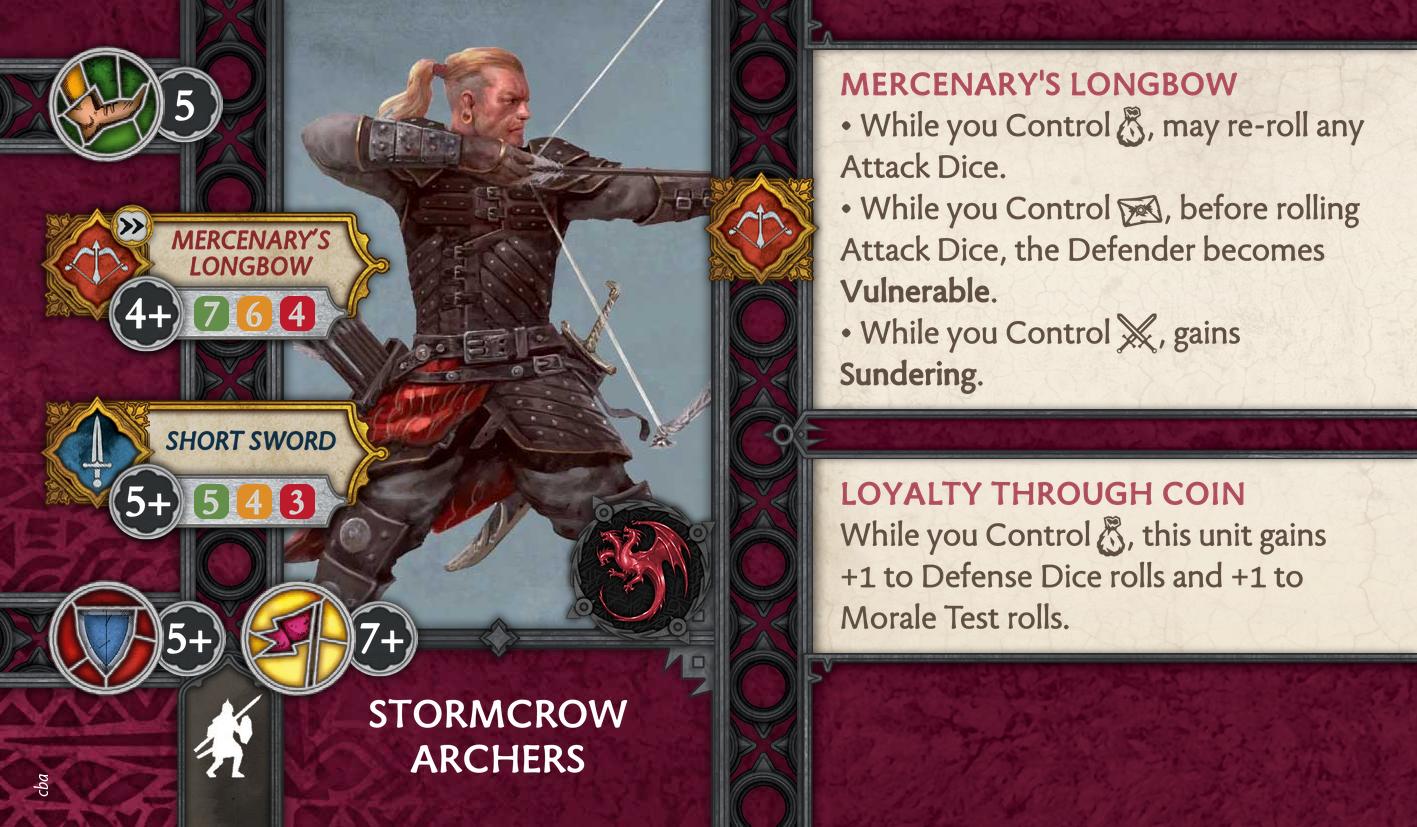 5
MERCENARY'S
LONGBOW
4+ 7 6 4
SHORT SWORD
5+ 5 4 3
5+ 7+
STORMCROW
ARCHERS
cba
MERCENARY'S LONGBOW
• While you Control , may re-roll any
Attack Dice.
• While you Control , before rolling
Attack Dice, the Defender becomes
Vulnerable.
• While you Control , gains
Sundering.
LOYALTY THROUGH COIN
While you Control , this unit gains
+1 to Defense Dice rolls and +1 to
Morale Test rolls.